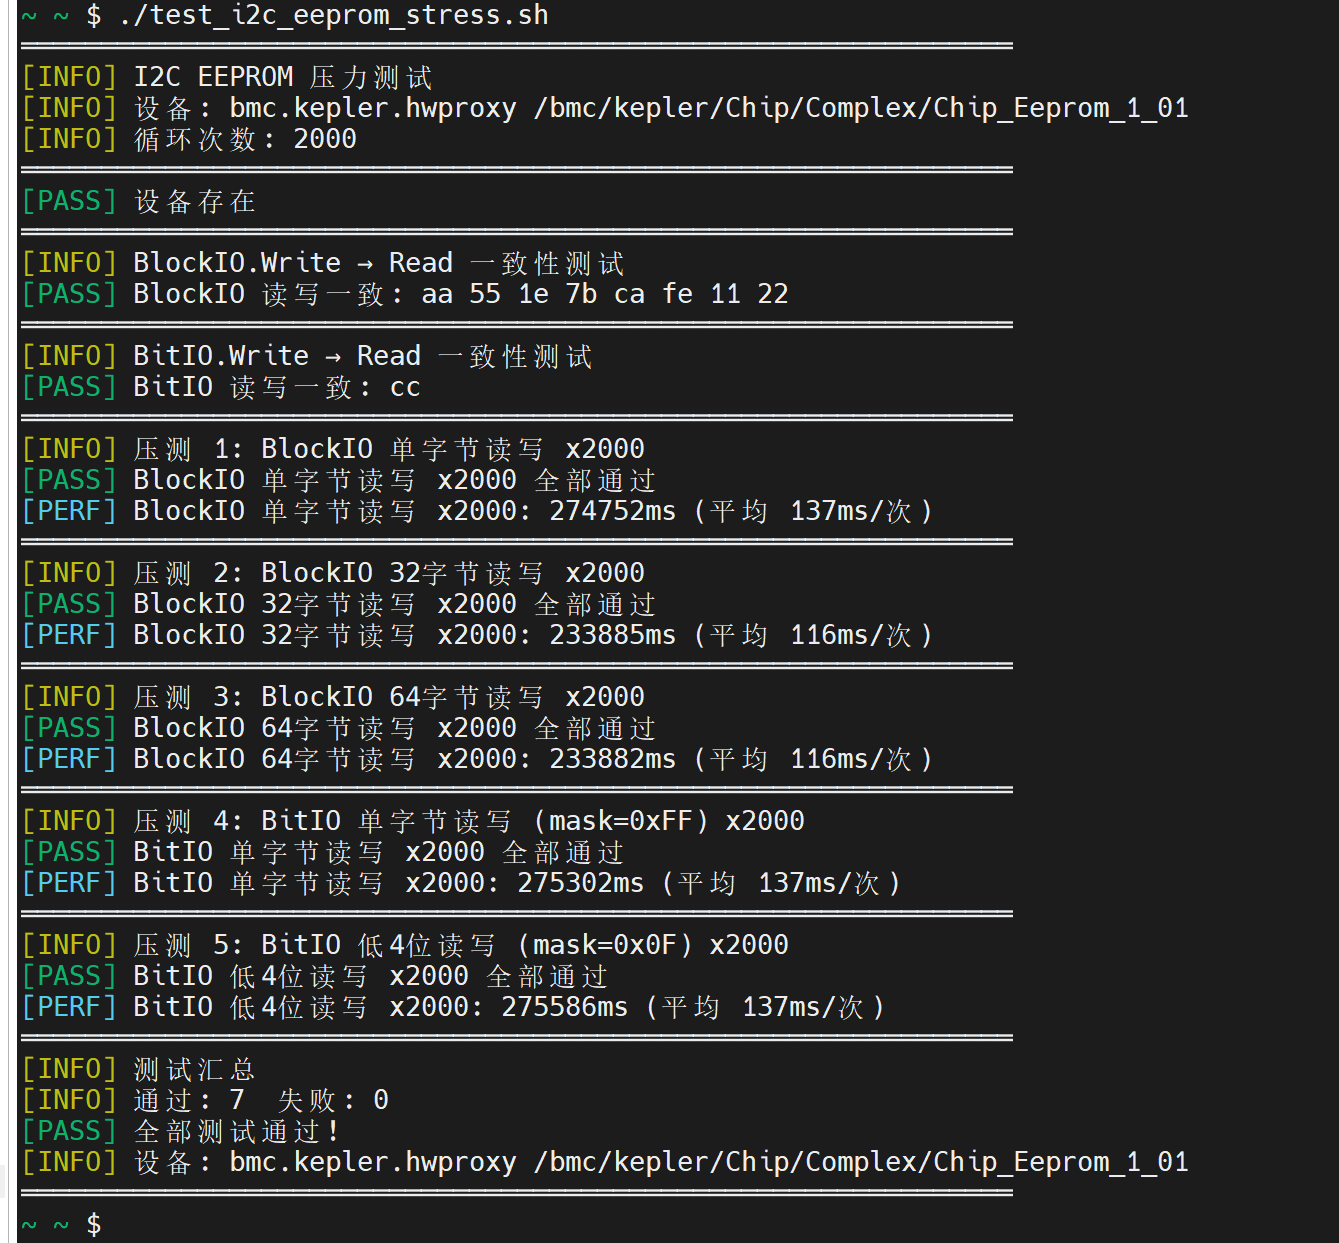 ~ ~ $ ./test_i2c_eeprom_stress.sh
[INFO] I2C EEPROM 压力测试
[INFO] 设备: bmc.kepler.hwproxy /bmc/kepler/Chip/Complex/Chip_Eeprom_1_01
[INFO] 循环次数: 2000
[PASS] 设备存在
[INFO] BlockIO.Write → Read 一致性测试
[PASS] BlockIO 读写一致: aa 55 1e 7b ca fe 11 22
[INFO] BitIO.Write → Read 一致性测试
[PASS] BitIO 读写一致: cc
[INFO] 压测 1: BlockIO 单字节读写 x2000
[PASS] BlockIO 单字节读写 x2000 全部通过
[PERF] BlockIO 单字节读写 x2000: 274752ms (平均 137ms/次)
[INFO] 压测 2: BlockIO 32字节读写 x2000
[PASS] BlockIO 32字节读写 x2000 全部通过
[PERF] BlockIO 32字节读写 x2000: 233885ms (平均 116ms/次)
[INFO] 压测 3: BlockIO 64字节读写 x2000
[PASS] BlockIO 64字节读写 x2000 全部通过
[PERF] BlockIO 64字节读写 x2000: 233882ms (平均 116ms/次)
[INFO] 压测 4: BitIO 单字节读写 (mask=0xFF) x2000
[PASS] BitIO 单字节读写 x2000 全部通过
[PERF] BitIO 单字节读写 x2000: 275302ms (平均 137ms/次)
[INFO] 压测 5: BitIO 低4位读写 (mask=0x0F) x2000
[PASS] BitIO 低4位读写 x2000 全部通过
[PERF] BitIO 低4位读写 x2000: 275586ms (平均 137ms/次)
[INFO] 测试汇总
[INFO] 通过: 7  失败: 0
[PASS] 全部测试通过!
[INFO] 设备: bmc.kepler.hwproxy /bmc/kepler/Chip/Complex/Chip_Eeprom_1_01
~ ~ $